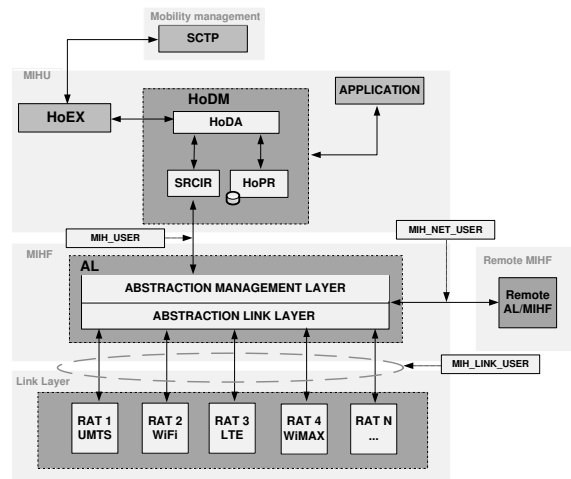 Mobility management
SCTP
MIHU
HoEX
HoDM
HoDA
SRCIR
HoPR
APPLICATION
MIH_USER
MIH_NET_USER
MIHF
AL
ABSTRACTION MANAGEMENT LAYER
ABSTRACTION LINK LAYER
Remote MIHF
Remote
AL/MIHF
MIH_LINK_USER
Link Layer
RAT 1
UMTS
RAT 2
WiFi
RAT 3
LTE
RAT 4
WiMAX
RAT N
...